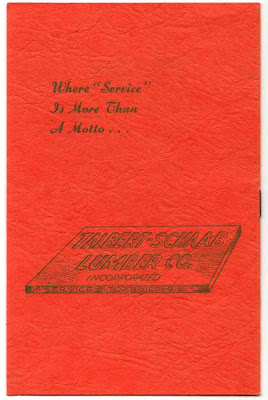 Where "Service"
Is More Than
A Motto . . .
TALBERT-SCHAAB
LUMBER CO.
INCORPORATED